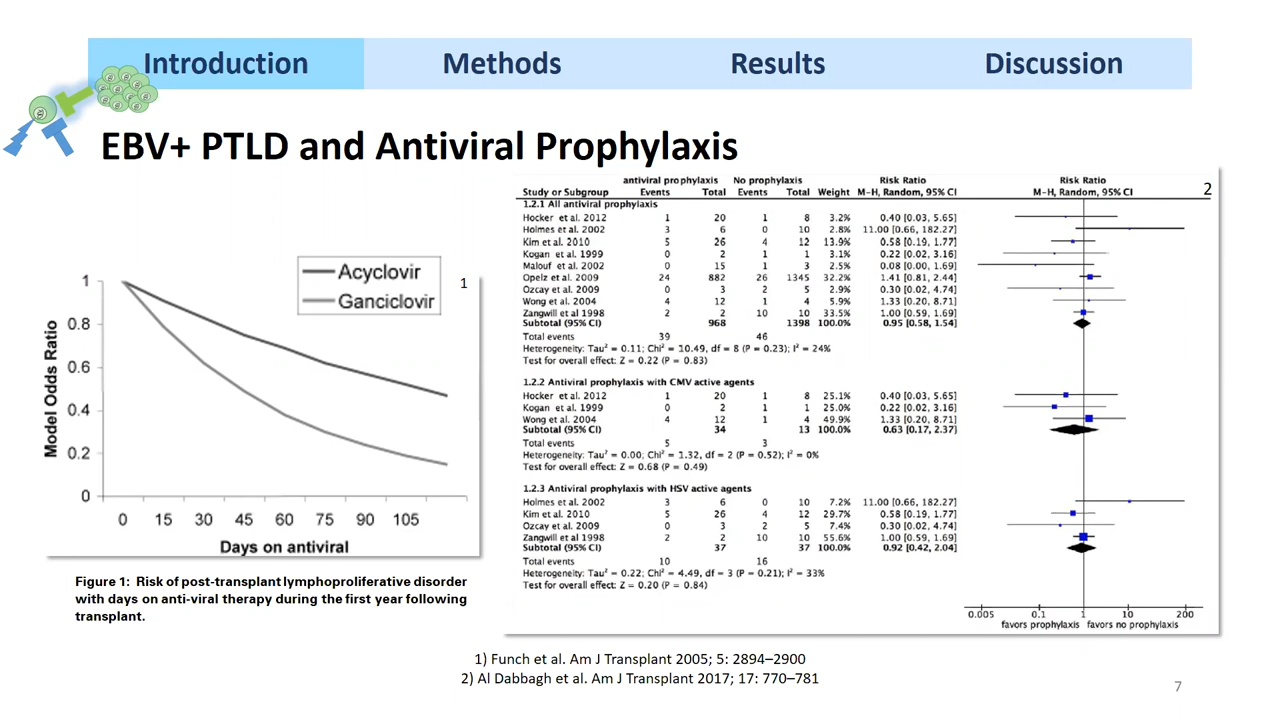 Introduction Methods Results Discussion
EBV+ PTLD and Antiviral Prophylaxis
1
Acyclovir
Ganciclovir
Model Odds Ratio
1
0.8
0.6
0.4
0.2
0
0 15 30 45 60 75 90 105
Days on antiviral
Figure 1: Risk of post-transplant lymphoproliferative disorder
with days on anti-viral therapy during the first year following
transplant.
2
antiviral prophylaxis No prophylaxis Risk Ratio Risk Ratio
Study or Subgroup Events Total Events Total Weight M-H, Random, 95% CI M-H, Random, 95% CI
1.2.1 All antiviral prophylaxis
Hocker et al. 2012 1 20 1 8 3.2% 0.40 [0.03, 5.65]
Holmes et al. 2002 3 6 0 10 2.8% 11.00 [0.66, 182.27]
Kim et al. 2010 5 26 4 12 13.9% 0.58 [0.19, 1.77]
Kogan et al. 1999 0 2 1 1 3.1% 0.22 [0.02, 3.16]
Malouf et al. 2002 0 15 1 3 2.5% 0.08 [0.00, 1.69]
Opelz et al. 2009 24 882 26 1345 32.2% 1.41 [0.81, 2.44]
Ozcay et al. 2009 0 3 2 5 2.9% 0.30 [0.02, 4.74]
Wong et al. 2004 4 12 1 4 5.9% 1.33 [0.20, 8.71]
Zangwill et al 1998 2 2 10 10 33.5% 1.00 [0.59, 1.69]
Subtotal (95% CI) 968 1398 100.0% 0.95 [0.58, 1.54]
Total events 39 46
Heterogeneity: Tau² = 0.11; Chi² = 10.49, df = 8 (P = 0.23); I² = 24%
Test for overall effect: Z = 0.22 (P = 0.83)
1.2.2 Antiviral prophylaxis with CMV active agents
Hocker et al. 2012 1 20 1 8 25.1% 0.40 [0.03, 5.65]
Kogan et al. 1999 0 2 1 1 25.0% 0.22 [0.02, 3.16]
Wong et al. 2004 4 12 1 4 49.9% 1.33 [0.20, 8.71]
Subtotal (95% CI) 34 13 100.0% 0.63 [0.17, 2.37]
Total events 5 3
Heterogeneity: Tau² = 0.00; Chi² = 1.32, df = 2 (P = 0.52); I² = 0%
Test for overall effect: Z = 0.68 (P = 0.49)
1.2.3 Antiviral prophylaxis with HSV active agents
Holmes et al. 2002 3 6 0 10 7.2% 11.00 [0.66, 182.27]
Kim et al. 2010 5 26 4 12 29.7% 0.58 [0.19, 1.77]
Ozcay et al. 2009 0 3 2 5 7.4% 0.30 [0.02, 4.74]
Zangwill et al 1998 2 2 10 10 55.6% 1.00 [0.59, 1.69]
Subtotal (95% CI) 37 37 100.0% 0.92 [0.42, 2.04]
Total events 10 16
Heterogeneity: Tau² = 0.22; Chi² = 4.49, df = 3 (P = 0.21); I² = 33%
Test for overall effect: Z = 0.20 (P = 0.84)
0.005 0.1 1 10 200
favors prophylaxis favors no prophylaxis
1) Funch et al. Am J Transplant 2005; 5: 2894–2900
2) Al Dabbagh et al. Am J Transplant 2017; 17: 770–781
7